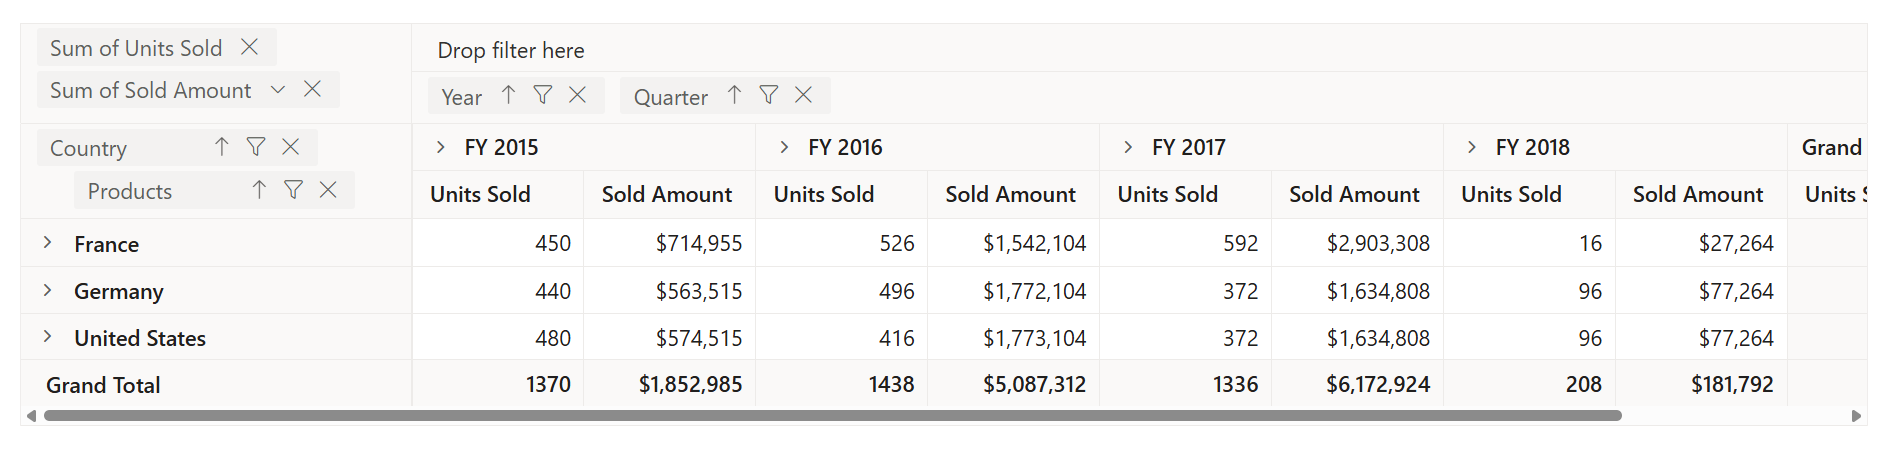 Sum of Units Sold
Sum of Sold Amount
Drop filter here
Year Quarter
Country
Products
FY 2015 FY 2016 FY 2017 FY 2018 Grand
Units Sold Sold Amount Units Sold Sold Amount Units Sold Sold Amount Units Sold Sold Amount Units
France 450 $714,955 526 $1,542,104 592 $2,903,308 16 $27,264
Germany 440 $563,515 496 $1,772,104 372 $1,634,808 96 $77,264
United States 480 $574,515 416 $1,773,104 372 $1,634,808 96 $77,264
Grand Total 1370 $1,852,985 1438 $5,087,312 1336 $6,172,924 208 $181,792